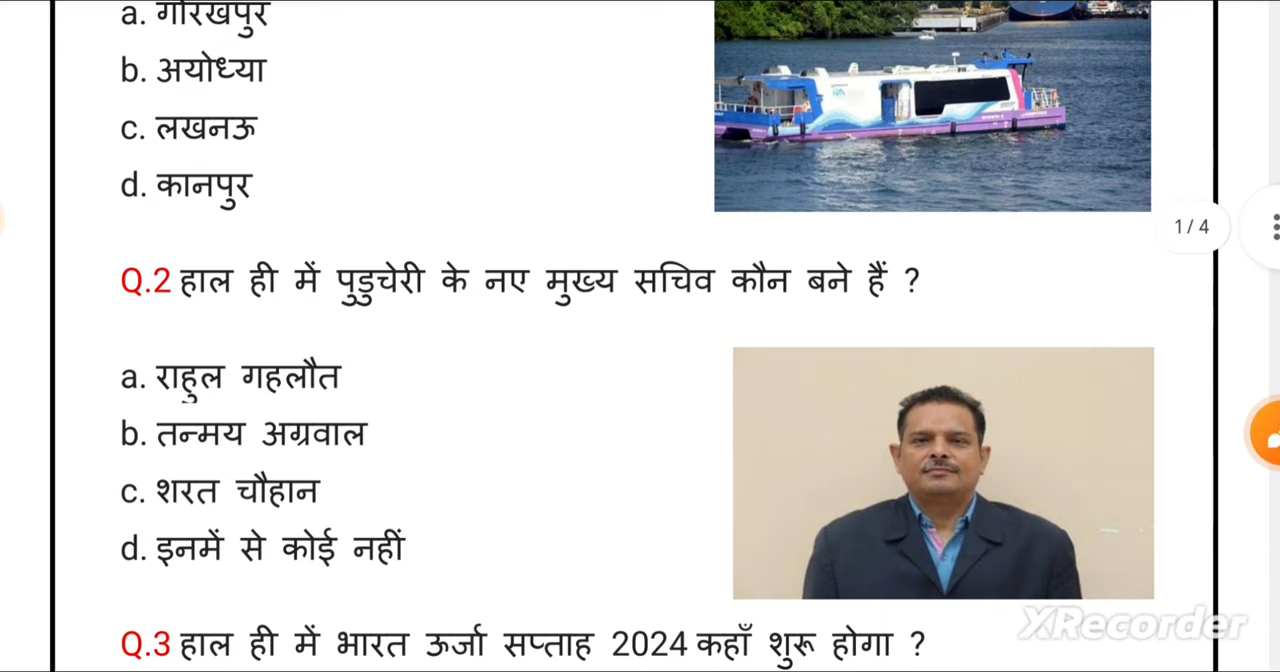 a. गोरखपुर
b. अयोध्या
c. लखनऊ
d. कानपुर
1 / 4
Q.2 हाल ही में पुडुचेरी के नए मुख्य सचिव कौन बने हैं ?
a. राहुल गहलौत
b. तन्मय अग्रवाल
c. शरत चौहान
d. इनमें से कोई नहीं
Q.3 हाल ही में भारत ऊर्जा सप्ताह 2024 कहाँ शुरू होगा ?
XRecorder